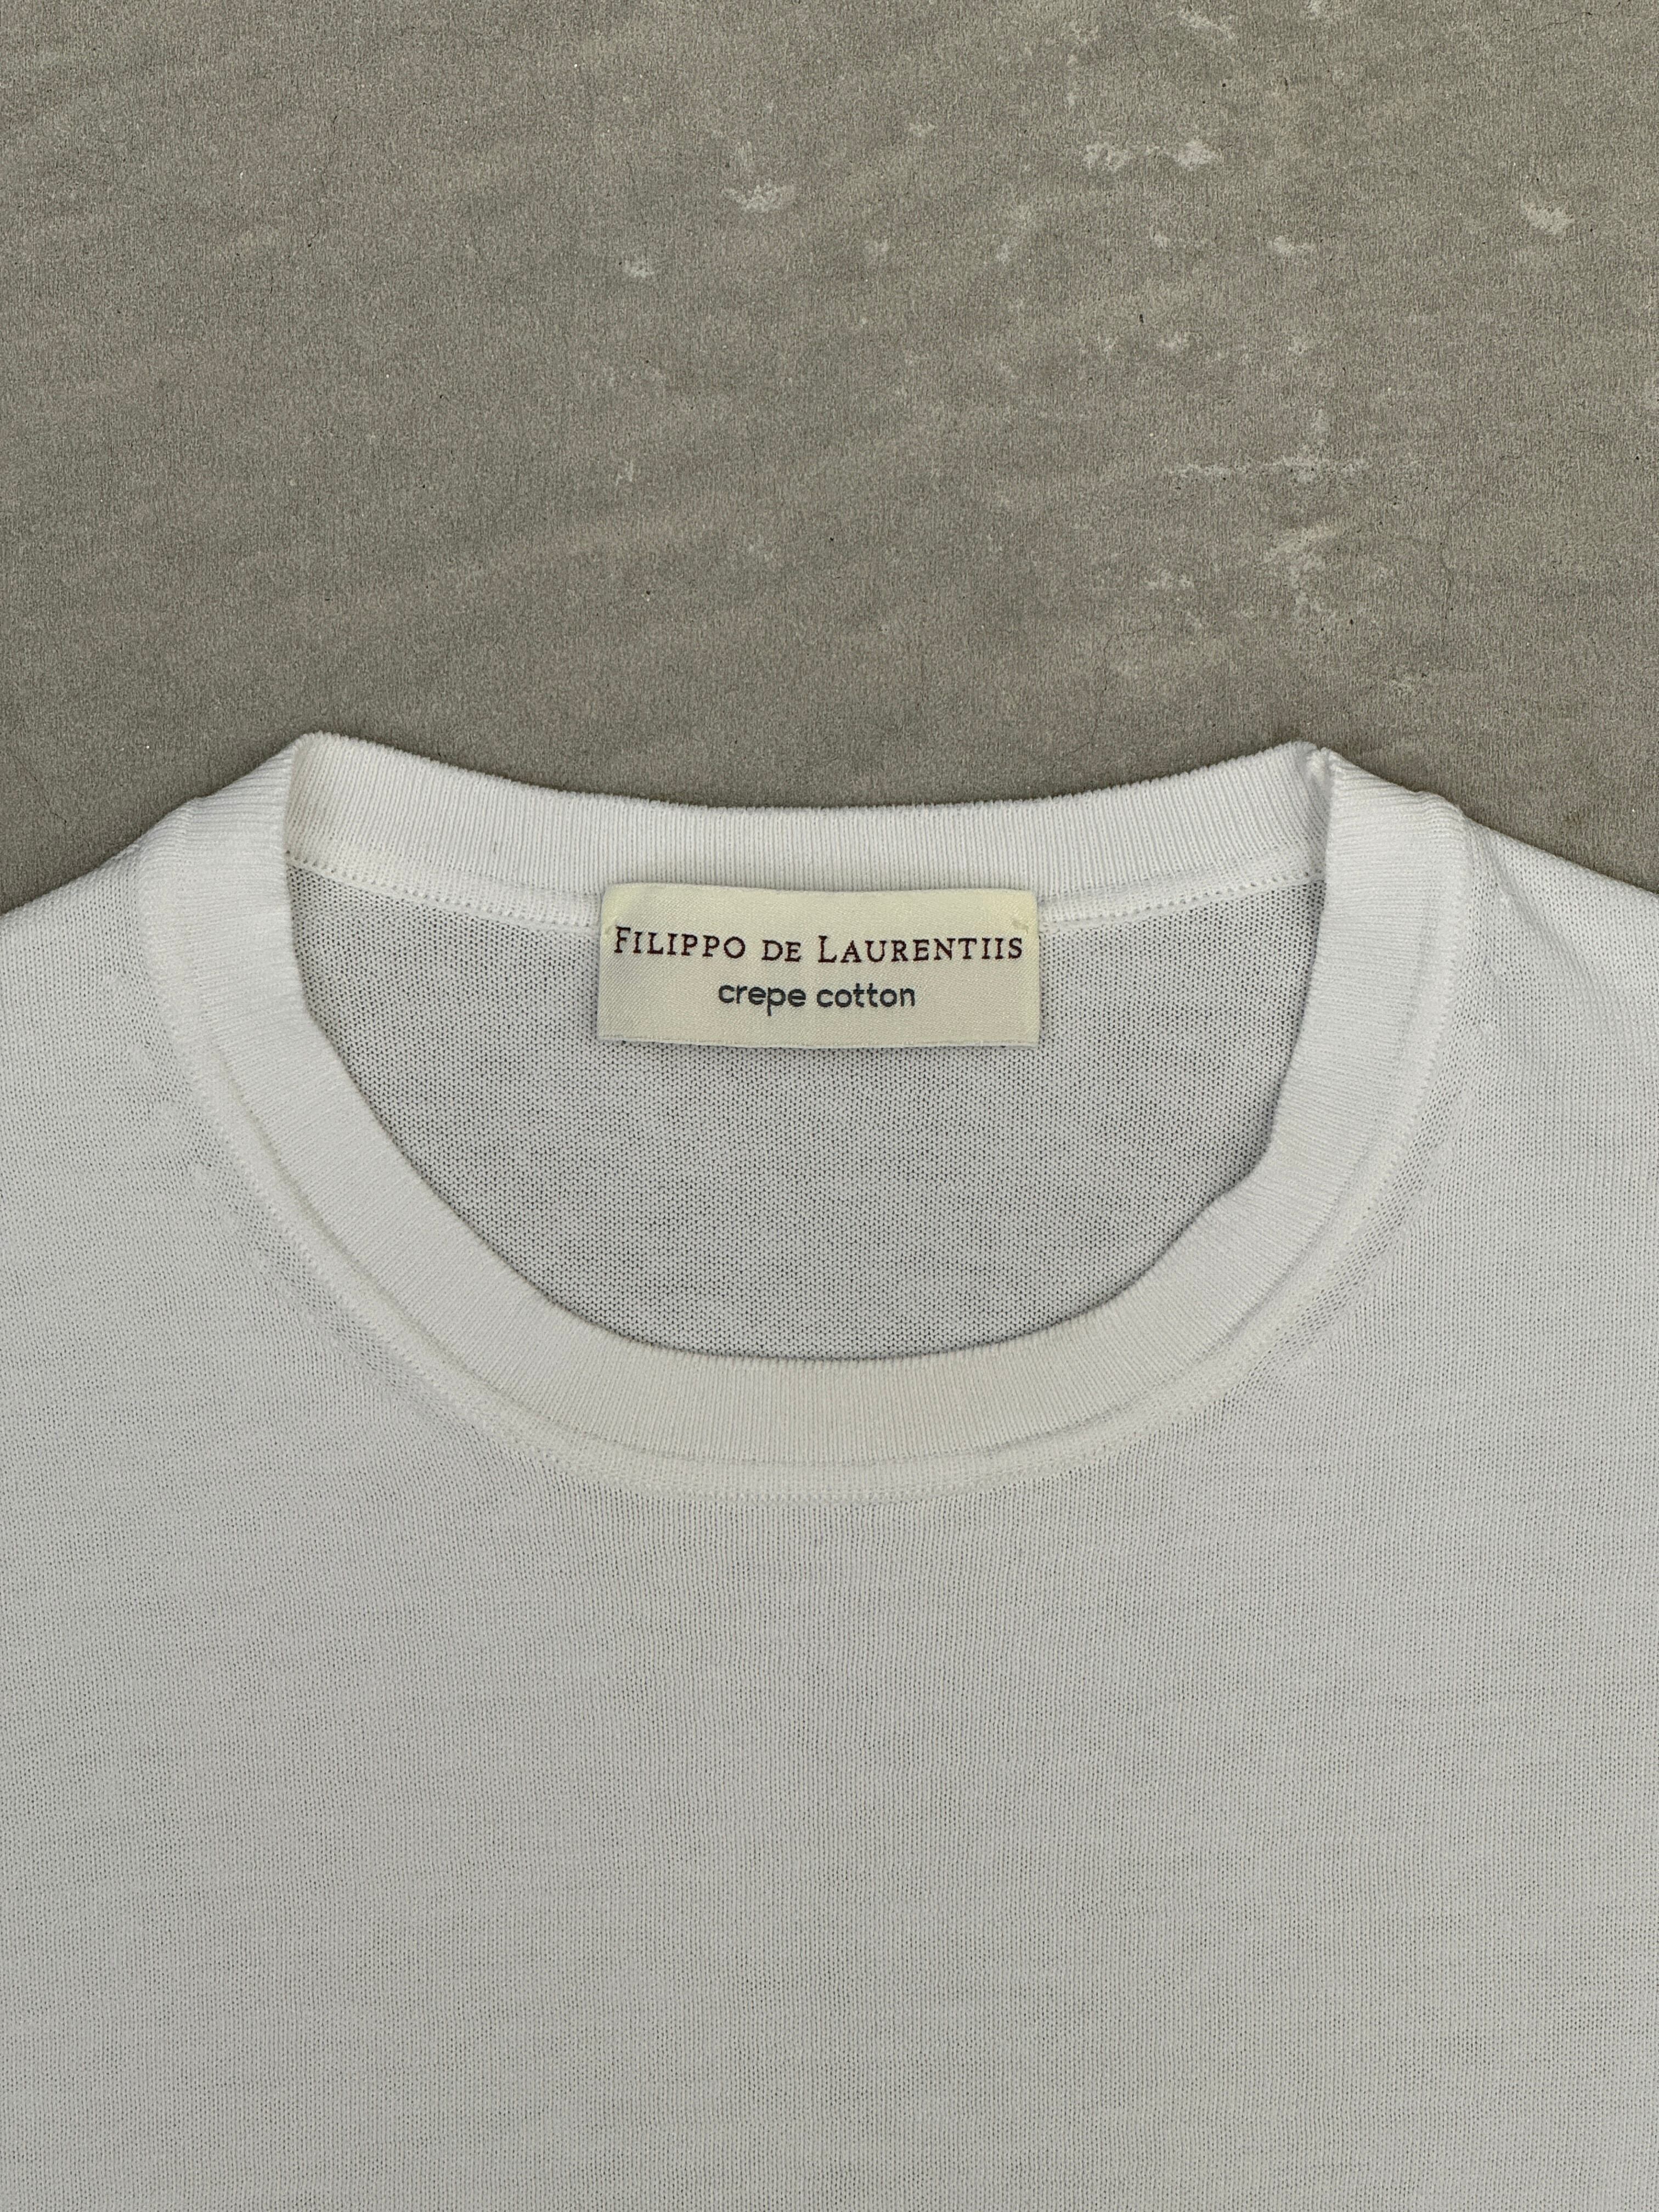 FILIPPO DE LAURENTIIS
crepe cotton